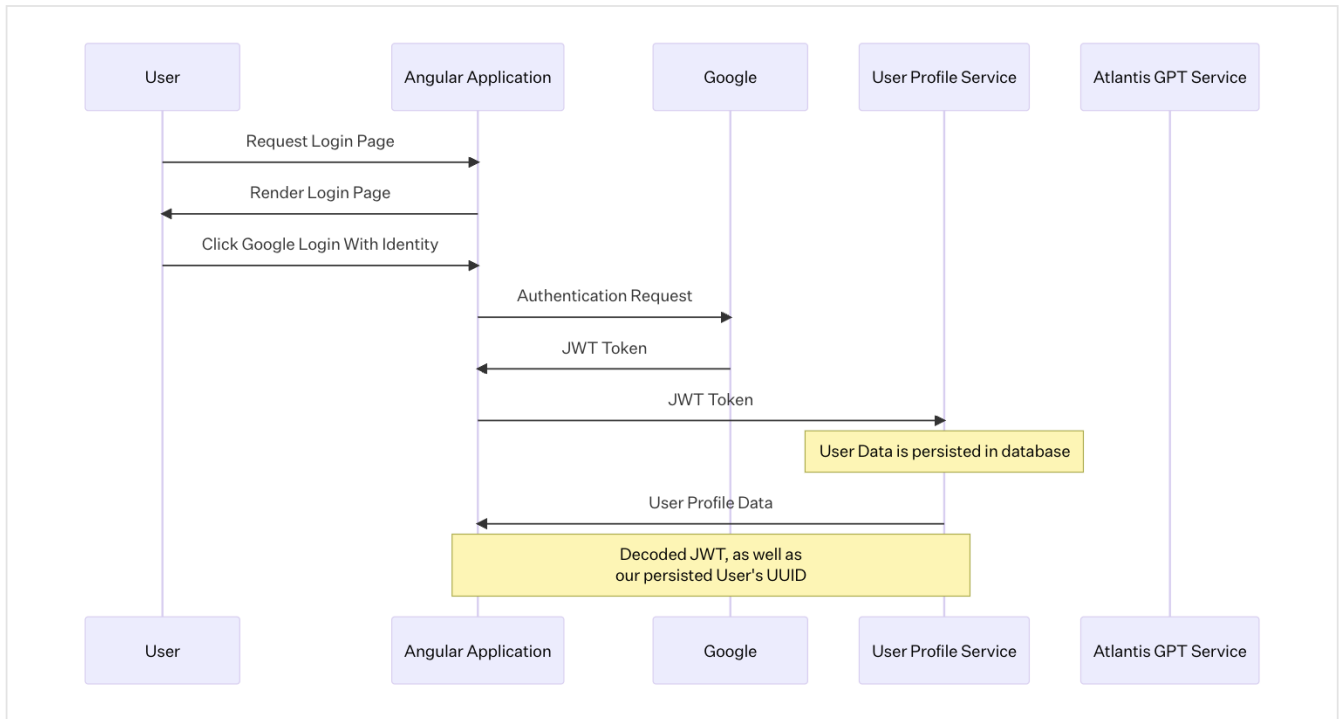 User
Angular Application
Google
User Profile Service
Atlantis GPT Service
Request Login Page
Render Login Page
Click Google Login With Identity
Authentication Request
JWT Token
JWT Token
User Data is persisted in database
User Profile Data
Decoded JWT, as well as
our persisted User's UUID
User
Angular Application
Google
User Profile Service
Atlantis GPT Service